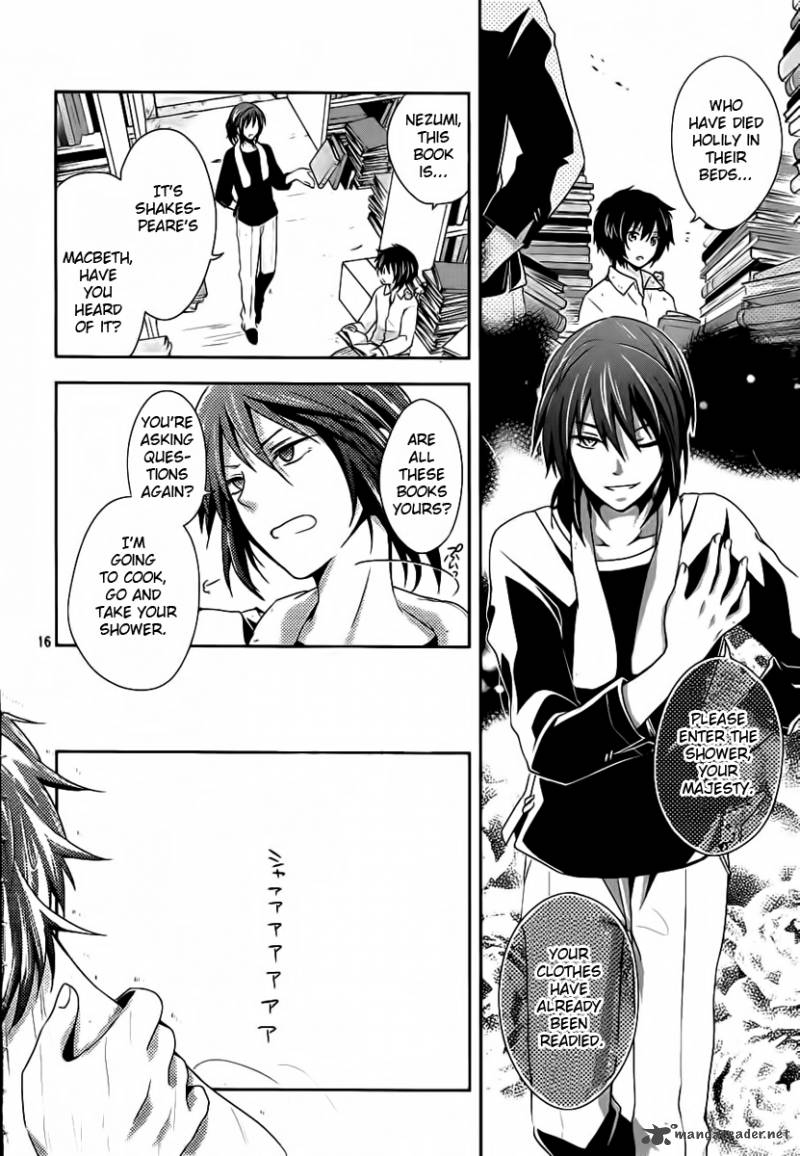 WHO
HAVE DIED
HOLILY IN
THEIR
BEDS...
PLEASE
ENTER THE
SHOWER,
YOUR
MAJESTY.
YOUR
CLOTHES
HAVE
ALREADY
BEEN
READIED.
NEZUMI,
THIS
BOOK
IS...
IT'S
SHAKES-
PEARE'S
MACBETH,
HAVE
YOU
HEARD
OF IT?
ARE
ALL
THESE
BOOKS
YOURS?
YOU'RE
ASKING
QUES-
TIONS
AGAIN?
I'M
GOING
TO COOK,
GO AND
TAKE YOUR
SHOWER.
16
シャアアアアアアア
mangareader.net